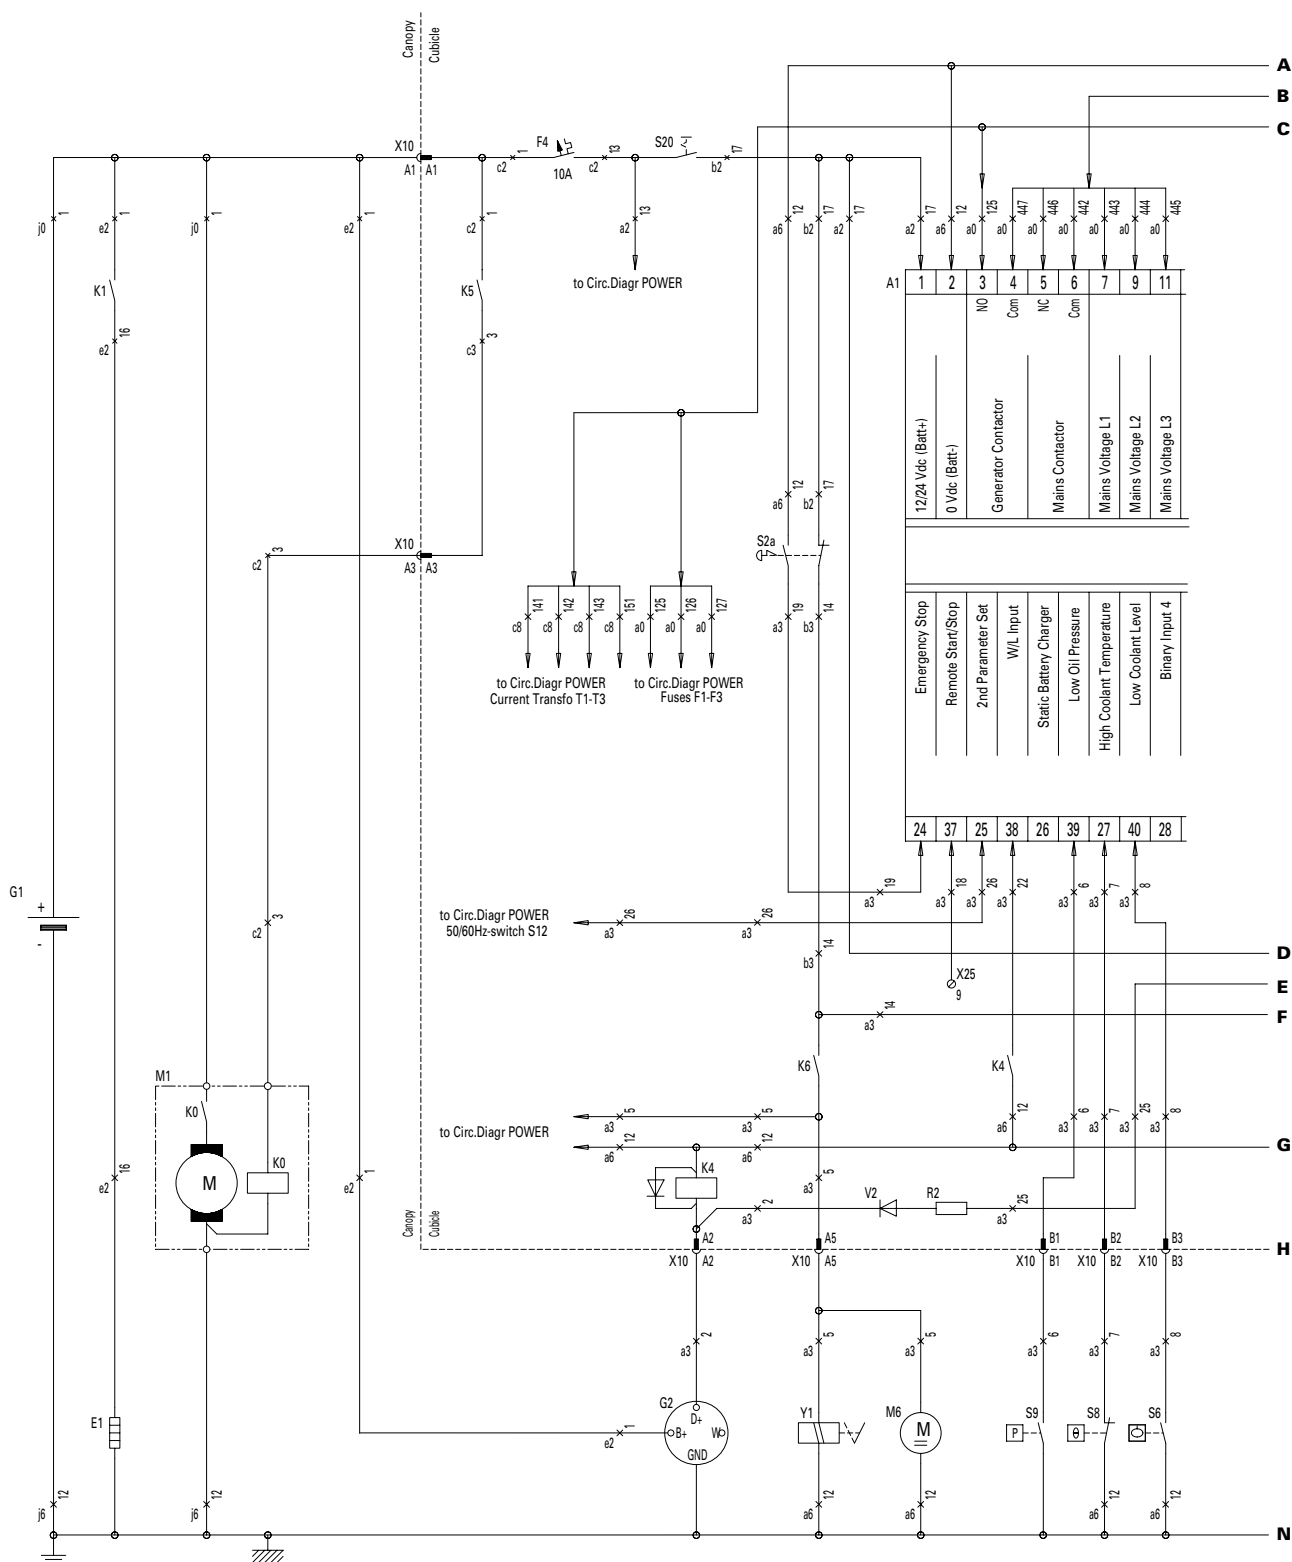 Canopy
Cubicle
A
B
C
X10
A1 A1
c2 1
F4
10A
c2 13
S20
b2 17
j0 1
e2 1
j0 1
e2 1
c2 1
a2 13
a6 12
b2 17
a2 17
a2 17
a6 12
a0 125
a0 447
a0 446
a0 442
a0 443
a0 444
a0 445
to Circ.Diagr POWER
K1
K5
A1
1 2 3 4 5 6 7 9 11
NO
Com
NC
Com
e2 16
c3 3
12/24 Vdc (Batt+)
0 Vdc (Batt-)
Generator Contactor
Mains Contactor
Mains Voltage L1
Mains Voltage L2
Mains Voltage L3
a6 12
b2 17
c2 3
X10
A3 A3
S2a
c8 141
c8 142
c8 143
c8 151
a0 125
a0 126
a0 127
a3 19
b3 14
to Circ.Diagr POWER
Current Transfo T1-T3
to Circ.Diagr POWER
Fuses F1-F3
Emergency Stop
Remote Start/Stop
2nd Parameter Set
W/L Input
Static Battery Charger
Low Oil Pressure
High Coolant Temperature
Low Coolant Level
Binary Input 4
24 37 25 38 26 39 27 40 28
G1
+
-
a3 19
a3 18
a3 26
a3 22
a3 6
a3 7
a3 8
to Circ.Diagr POWER
50/60Hz-switch S12
a3 26
a3 26
c2 3
b3 14
D
X25
9
E
a3 14
F
M1
K0
K6
K4
a3 5
a3 5
a6 12
a3 6
a3 7
a3 25
a3 8
to Circ.Diagr POWER
a6 12
a6 12
G
M
K0
e2 16
e2 1
K4
a3 5
a3 2
V2
R2
a3 25
Canopy
Cubicle
A2
X10 A2
A5
X10 A5
B1
X10 B1
B2
X10 B2
B3
X10 B3
H
a3 2
a3 5
a3 5
a3 6
a3 7
a3 8
E1
e2 1
G2
D+
B+
W
GND
Y1
M6
M
S9
P
S8
θ
S6
j6 12
j6 12
a6 12
a6 12
a6 12
N